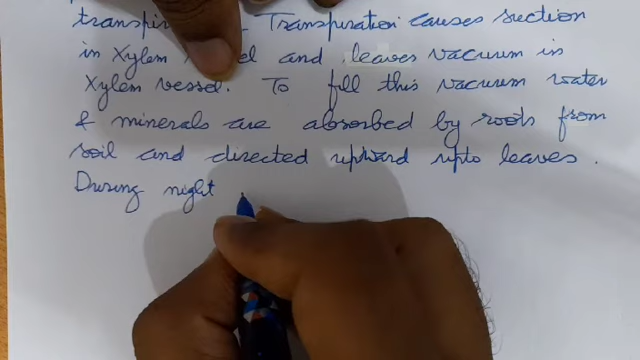 Transpiration causes suction
in Xylem and leaves vacuum in
Xylem vessel. To fill this vacuum water
& minerals are absorbed by roots from
soil and directed upward upto leaves.
During night